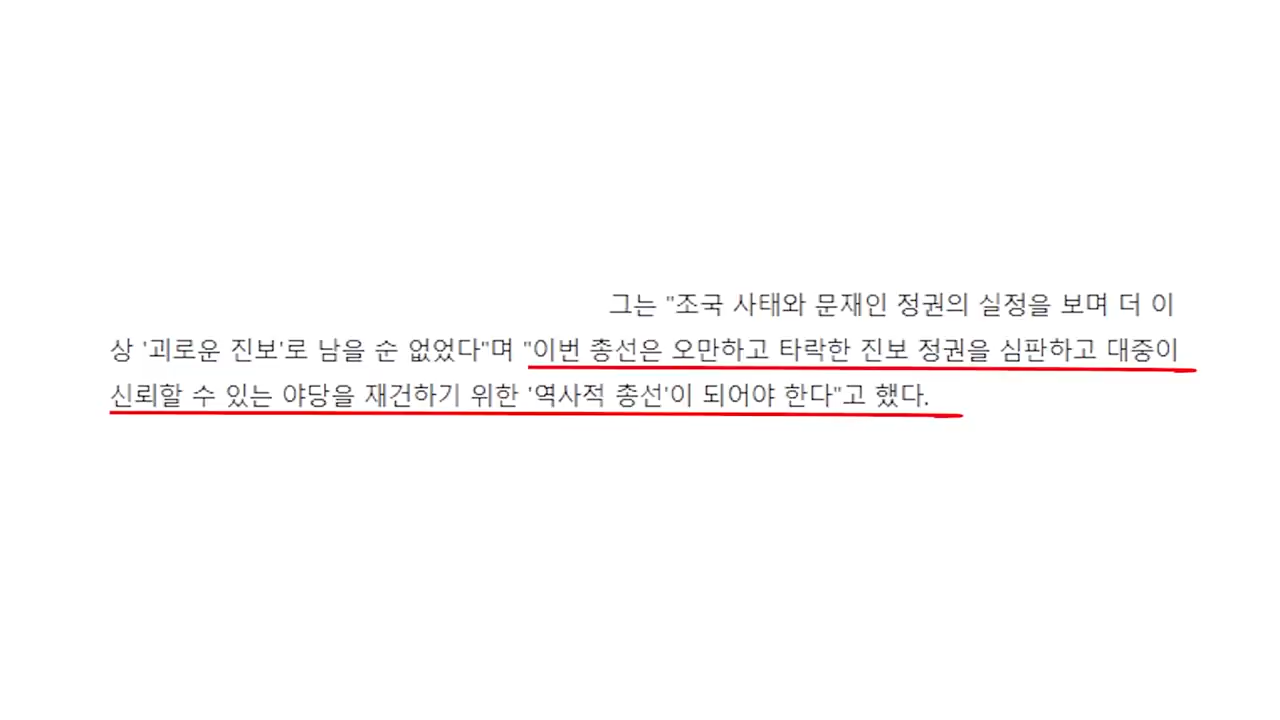 그는 "조국 사태와 문재인 정권의 실정을 보며 더 이
상 '괴로운 진보'로 남을 순 없었다"며 "이번 총선은 오만하고 타락한 진보 정권을 심판하고 대중이
신뢰할 수 있는 야당을 재건하기 위한 '역사적 총선'이 되어야 한다"고 했다.